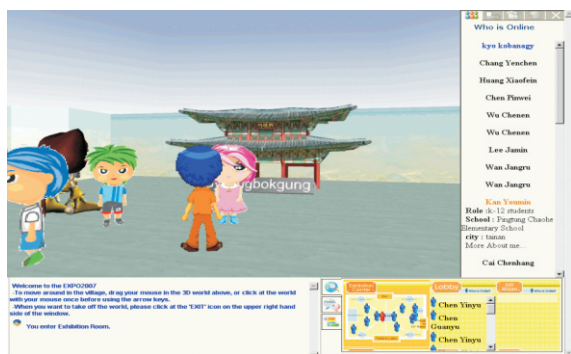 Who is Online
kyo kobanagy
Chang Yenchen
Huang Xiaofein
Chen Pinwei
Wu Chenen
Wu Chenen
Lee Jamin
Wan Jangru
Wan Jangru
Kan Youmin
Role :k-12 students
School : Pingtung Chaohe
Elementary School
city : tainan
More About me...
Cai Chenhang
ngbokgung
Welcome to the EXPO2007
-To move around in the village, drag your mouse in the 3D world above, or click at the world
with your mouse once before using the arrow keys.
-When you want to take off the world, please click at the "EXIT" icon on the upper right hand
side of the window.
You enter Exhibition Room.
Exhibition
Center
Lobby
Chen Yinyu
Chen
Guanyu
Chen Yinyu